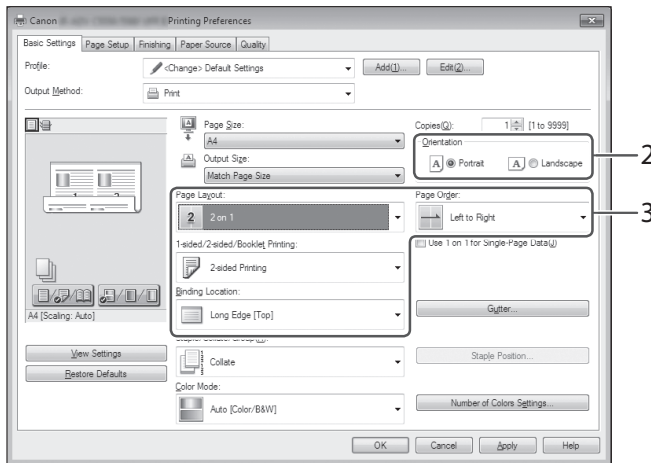 Canon Printing Preferences
Basic Settings Page Setup Finishing Paper Source Quality
Profile: <Change> Default Settings Add(1)... Edit(2)...
Output Method: Print
Page Size: Copies(Q): 1 [1 to 9999]
A4 Orientation
Output Size: A Portrait A Landscape
Match Page Size
Page Layout: Page Order:
2 2 on 1 Left to Right
1-sided/2-sided/Booklet Printing: Use 1 on 1 for Single-Page Data(J)
2-sided Printing
Binding Location:
Long Edge [Top] Gutter...
A4 [Scaling: Auto]
View Settings Collate Staple Position...
Restore Defaults
Color Mode:
Auto [Color/B&W] Number of Colors Settings...
OK Cancel Apply Help
2
3